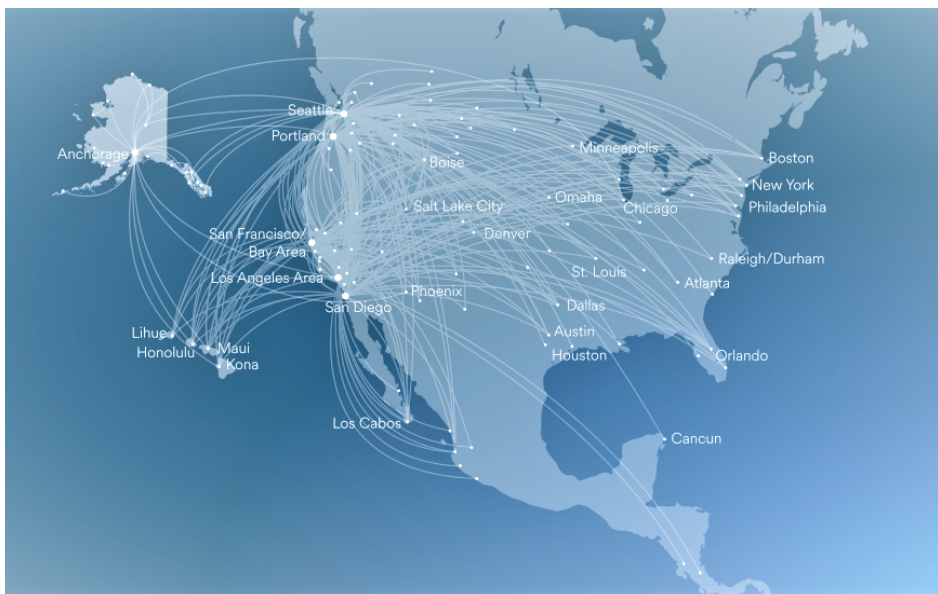 Seattle
Portland
Anchorage
Boise
Minneapolis
Boston
New York
Philadelphia
Salt Lake City
Omaha
Chicago
San Francisco/
Bay Area
Denver
Raleigh/Durham
St. Louis
Los Angeles Area
Atlanta
San Diego
Phoenix
Dallas
Lihue
Honolulu
Maui
Kona
Austin
Houston
Orlando
Los Cabos
Cancun